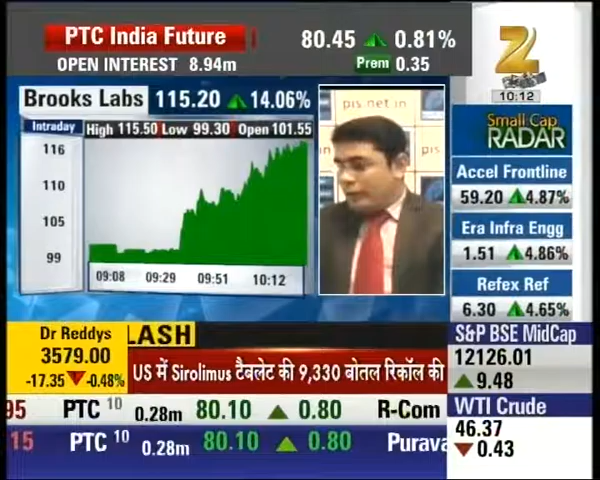 PTC India Future
80.45 ▲ 0.81%
OPEN INTEREST 8.94m
Prem 0.35
10:12
Brooks Labs 115.20 ▲ 14.06%
Intraday
High 115.50 Low 99.30 Open 101.55
116
110
105
99
09:08 09:29 09:51 10:12
pis.net.in
pis
Small Cap
RADAR
Accel Frontline
59.20 ▲ 4.87%
Era Infra Engg
1.51 ▲ 4.86%
Refex Ref
6.30 ▲ 4.65%
Dr Reddys
3579.00
-17.35 ▼ -0.48%
LASH
US में Sirolimus टैबलेट की 9,330 बोतल रिकॉल की
S&P BSE MidCap
12126.01
▲ 9.48
WTI Crude
46.37
▼ 0.43
95 PTC 10 0.28m 80.10 ▲ 0.80 R-Com
15 PTC 10 0.28m 80.10 ▲ 0.80 Purava